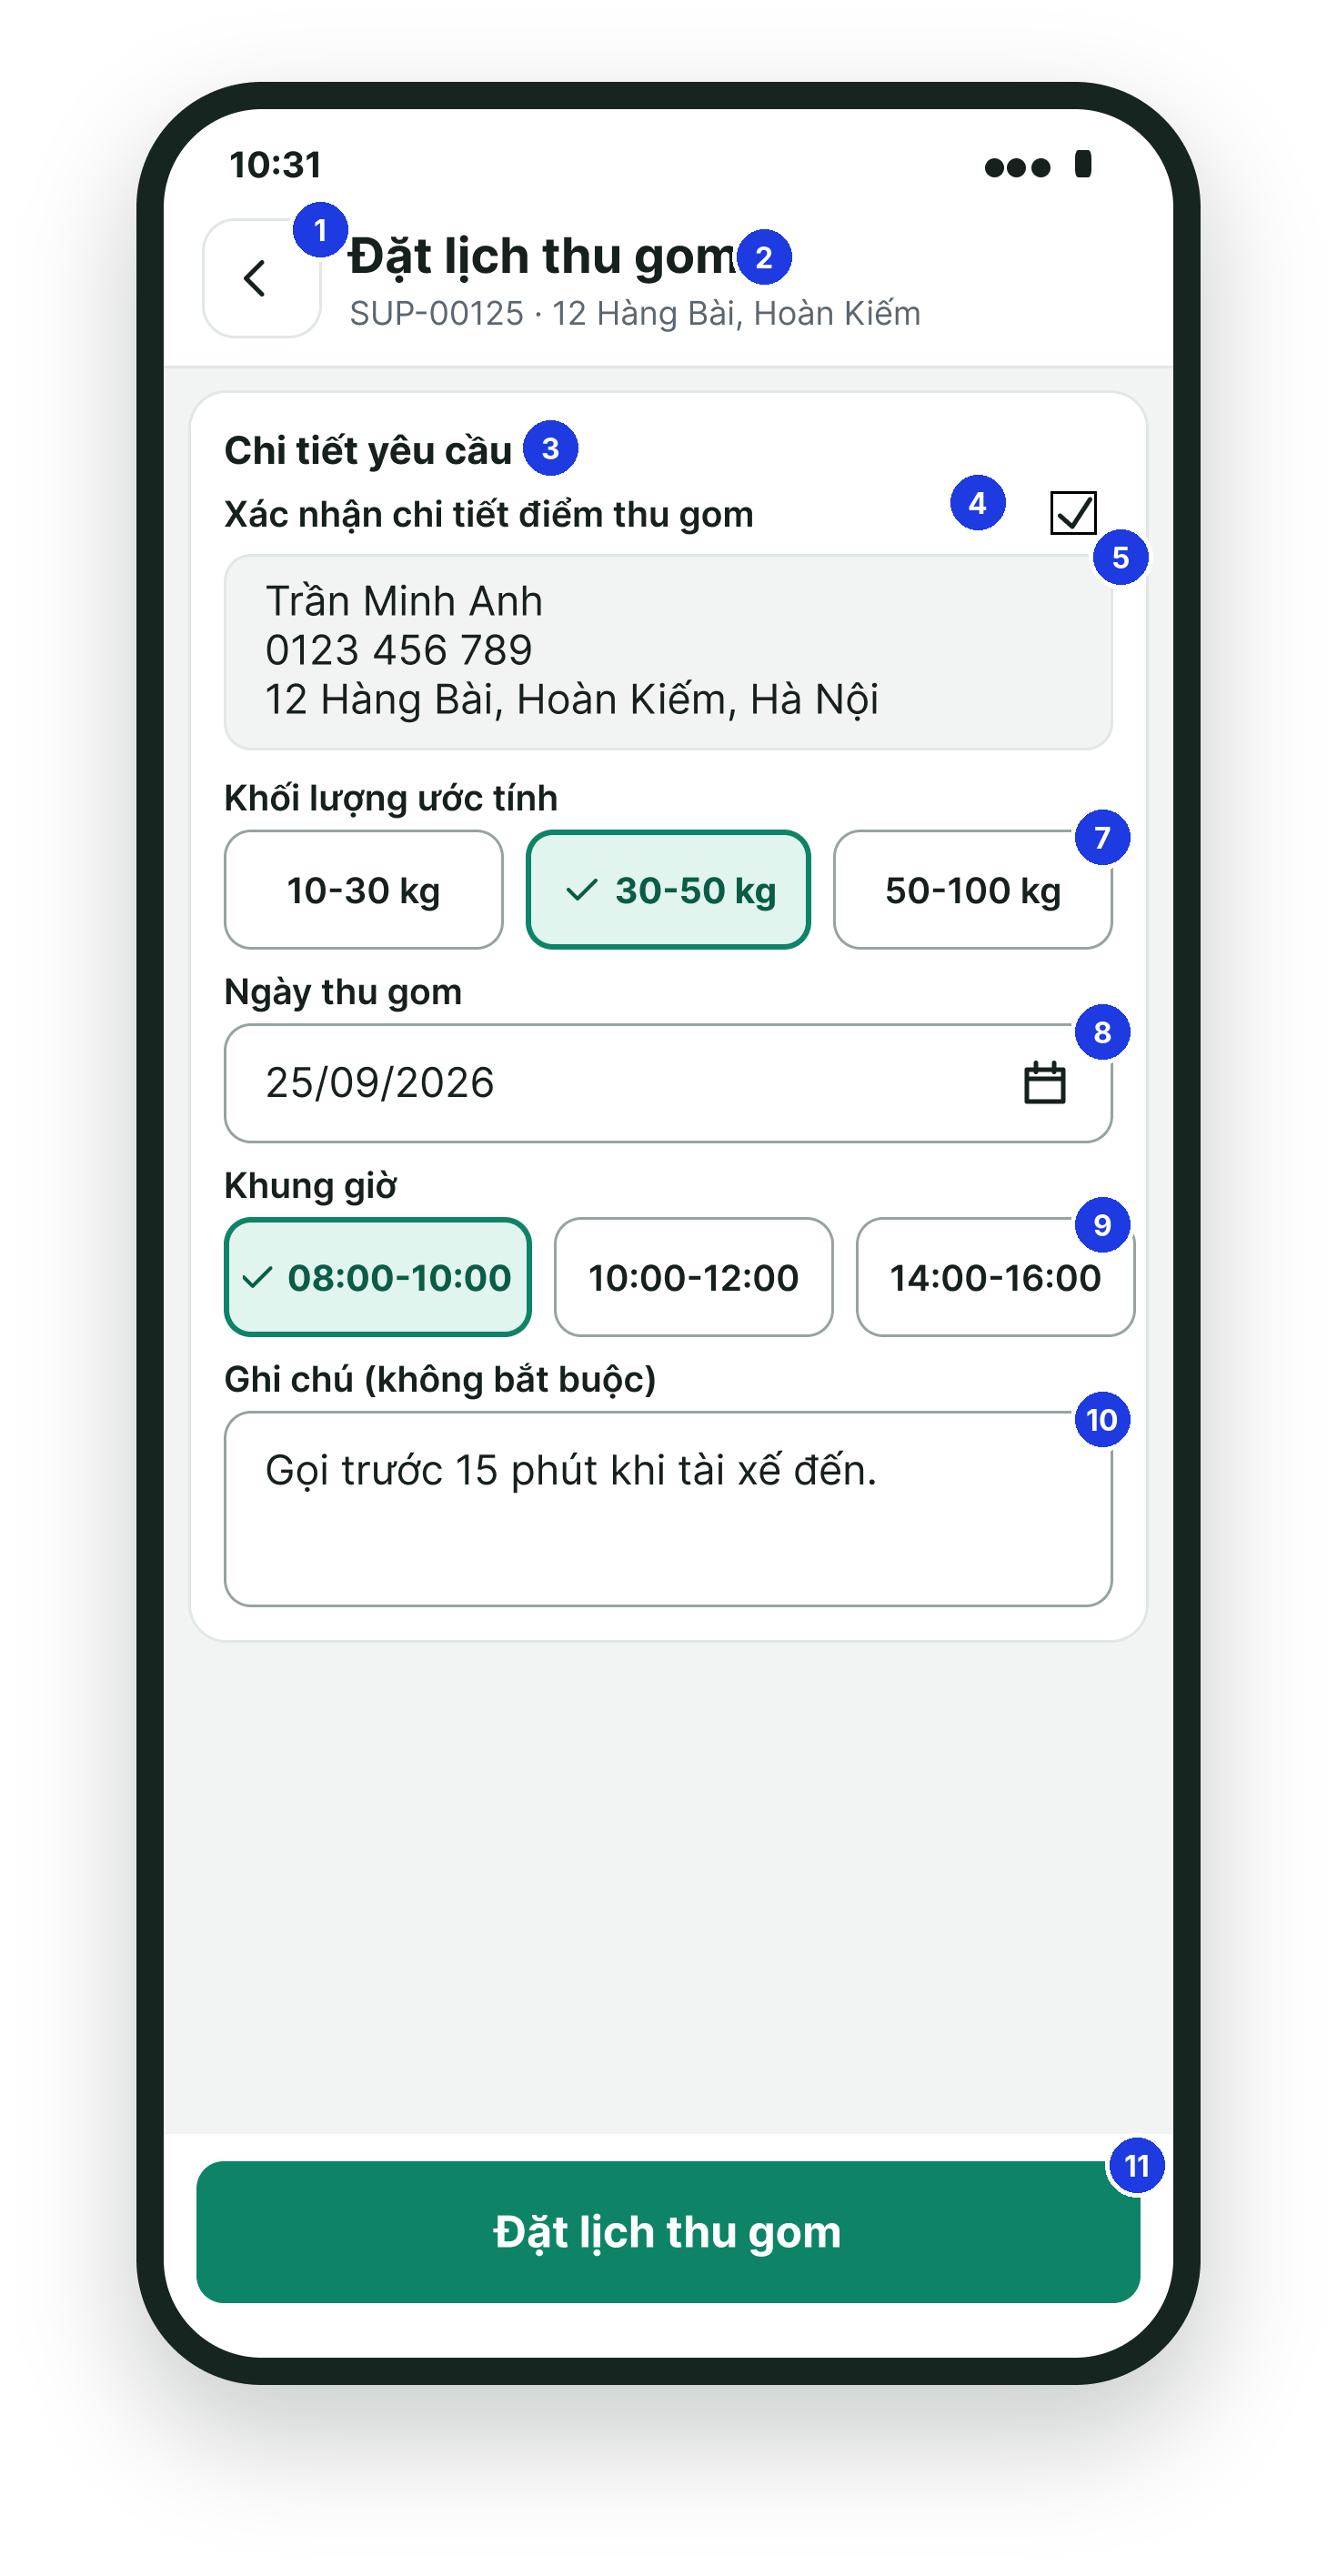 10:31
1
Đặt lịch thu gom 2
SUP-00125 · 12 Hàng Bài, Hoàn Kiếm
Chi tiết yêu cầu 3
Xác nhận chi tiết điểm thu gom 4
5
Trần Minh Anh
0123 456 789
12 Hàng Bài, Hoàn Kiếm, Hà Nội
Khối lượng ước tính
7
10-30 kg 30-50 kg 50-100 kg
Ngày thu gom
8
25/09/2026
Khung giờ
9
08:00-10:00 10:00-12:00 14:00-16:00
Ghi chú (không bắt buộc)
10
Gọi trước 15 phút khi tài xế đến.
11
Đặt lịch thu gom